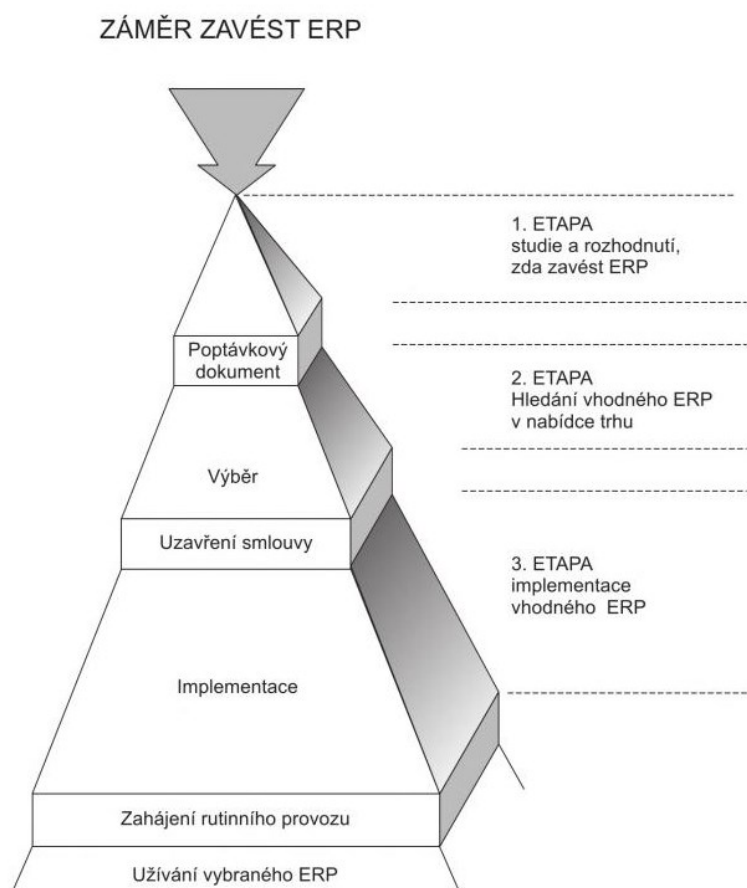 ZÁMĚR ZAVÉST ERP
1. ETAPA
studie a rozhodnutí,
zda zavést ERP
Poptávkový
dokument
2. ETAPA
Hledání vhodného ERP
v nabídce trhu
Výběr
Uzavření smlouvy
3. ETAPA
implementace
vhodného ERP
Implementace
Zahájení rutinního provozu
Užívání vybraného ERP